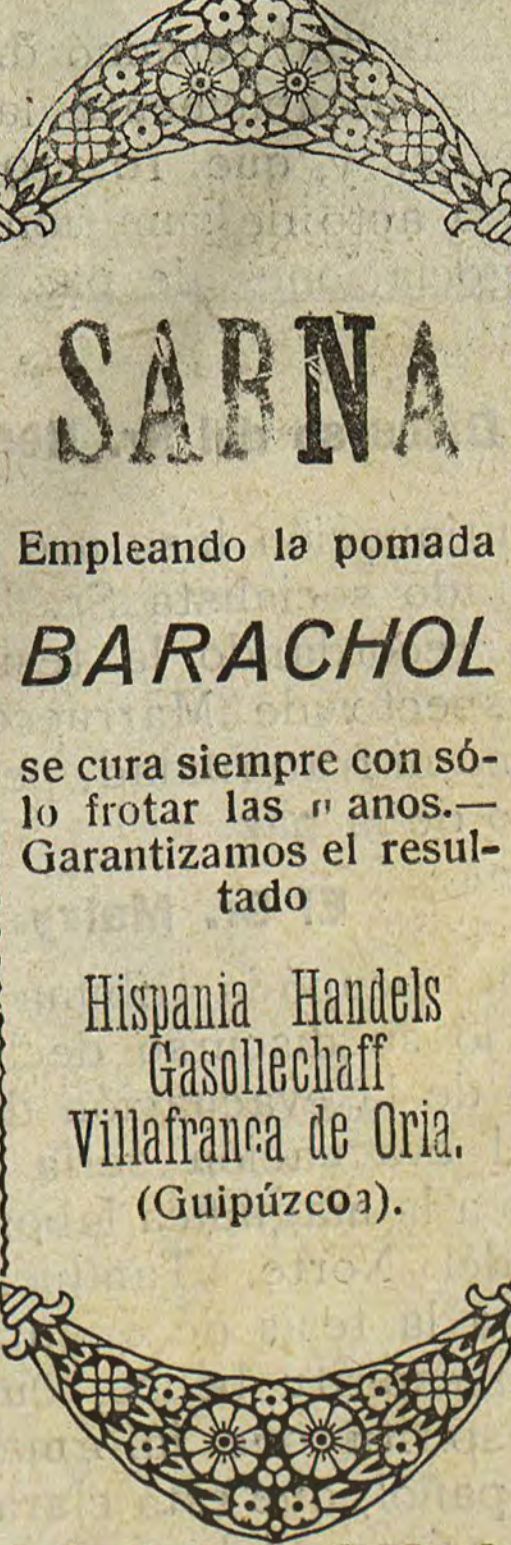 SARNA
Empleando la pomada
BARACHOL
se cura siempre con só-
lo frotar las manos.—
Garantizamos el resul-
tado
Hispania Handels
Gasollechaff
Villafranca de Oria.
(Guipúzcoa).